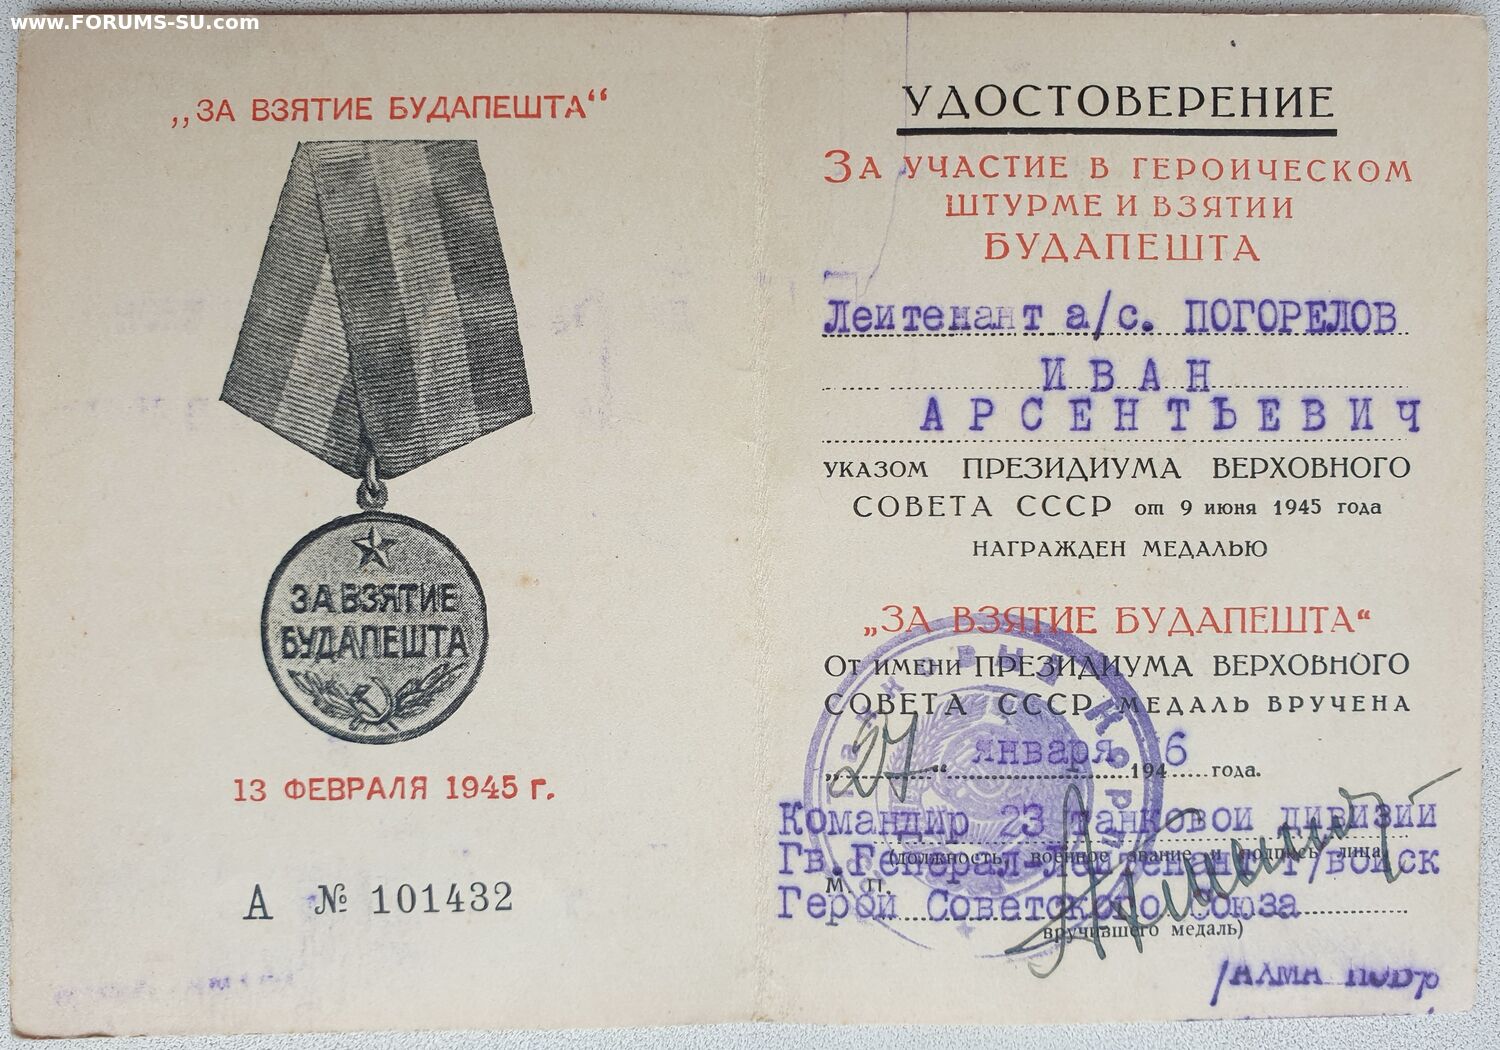 www.FORUMS-SU.com
„ЗА ВЗЯТИЕ БУДАПЕШТА“
ЗА ВЗЯТИЕ
БУДАПЕШТА
13 ФЕВРАЛЯ 1945 г.
А № 101432
УДОСТОВЕРЕНИЕ
ЗА УЧАСТИЕ В ГЕРОИЧЕСКОМ
ШТУРМЕ И ВЗЯТИИ
БУДАПЕШТА
Лейтенант а/с. ПОГОРЕЛОВ
ИВАН
АРСЕНТЬЕВИЧ
УКАЗОМ ПРЕЗИДИУМА ВЕРХОВНОГО
СОВЕТА СССР от 9 июня 1945 года
НАГРАЖДЕН МЕДАЛЬЮ
„ЗА ВЗЯТИЕ БУДАПЕШТА“
ОТ ИМЕНИ ПРЕЗИДИУМА ВЕРХОВНОГО
СОВЕТА СССР МЕДАЛЬ ВРУЧЕНА
„27“ января 1946 года.
Командир 23 танковой дивизии
(должность, военное звание и подпись лица,
Гв.Генерал-Лейтенант т/войск
М. П.
Герой Советского Союза
вручившего медаль)